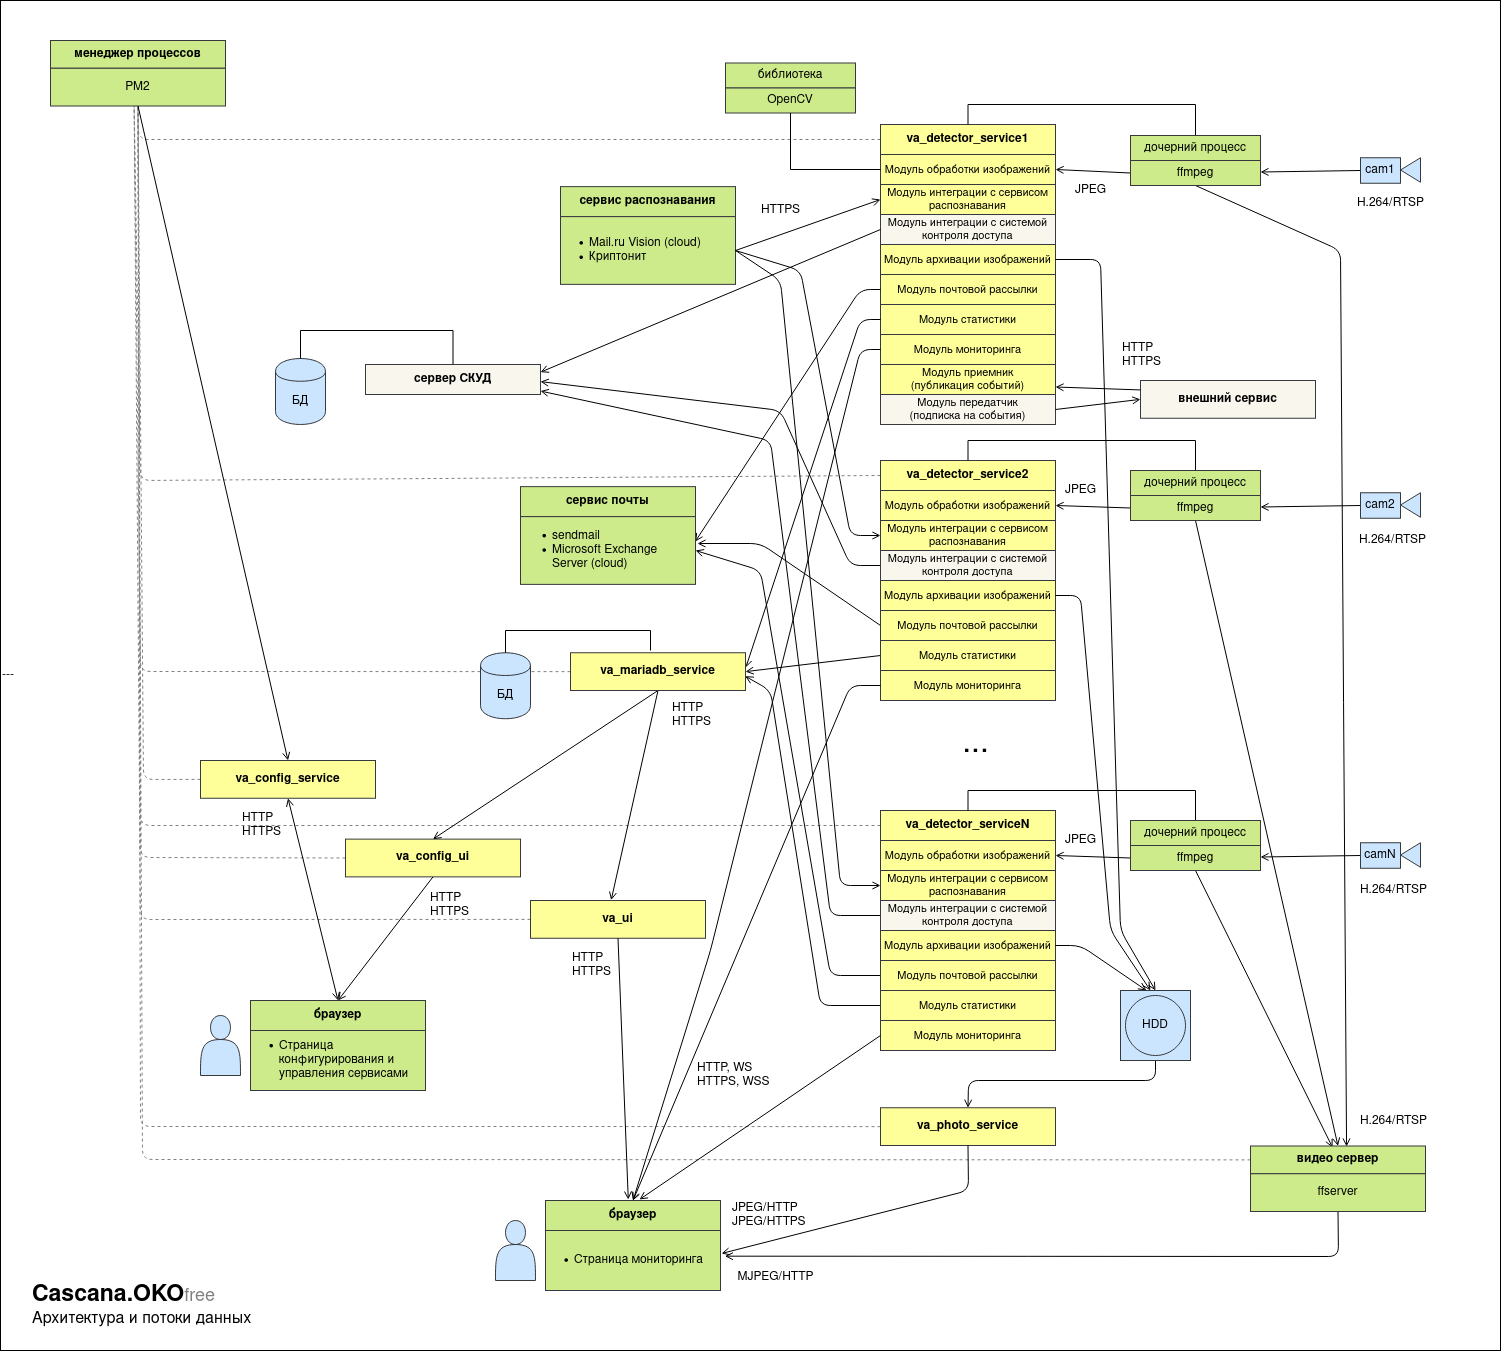 менеджер процессов
PM2
библиотека
OpenCV
va_detector_service1
Модуль обработки изображений
Модуль интеграции с сервисом
распознавания
Модуль интеграции с системой
контроля доступа
Модуль архивации изображений
Модуль почтовой рассылки
Модуль статистики
Модуль мониторинга
Модуль приемник
(публикация событий)
Модуль передатчик
(подписка на события)
дочерний процесс
ffmpeg
JPEG
cam1
H.264/RTSP
сервис распознавания
• Mail.ru Vision (cloud)
• Криптонит
HTTPS
HTTP
HTTPS
внешний сервис
БД
сервер СКУД
va_detector_service2
Модуль обработки изображений
Модуль интеграции с сервисом
распознавания
Модуль интеграции с системой
контроля доступа
Модуль архивации изображений
Модуль почтовой рассылки
Модуль статистики
Модуль мониторинга
JPEG
дочерний процесс
ffmpeg
cam2
H.264/RTSP
сервис почты
• sendmail
• Microsoft Exchange
Server (cloud)
---
БД
va_mariadb_service
HTTP
HTTPS
...
va_config_service
HTTP
HTTPS
va_config_ui
HTTP
HTTPS
va_ui
HTTP
HTTPS
va_detector_serviceN
Модуль обработки изображений
Модуль интеграции с сервисом
распознавания
Модуль интеграции с системой
контроля доступа
Модуль архивации изображений
Модуль почтовой рассылки
Модуль статистики
Модуль мониторинга
JPEG
дочерний процесс
ffmpeg
camN
H.264/RTSP
браузер
• Страница
конфигурирования и
управления сервисами
HDD
HTTP, WS
HTTPS, WSS
va_photo_service
H.264/RTSP
видео сервер
ffserver
браузер
• Страница мониторинга
JPEG/HTTP
JPEG/HTTPS
MJPEG/HTTP
Cascana.OKOfree
Архитектура и потоки данных